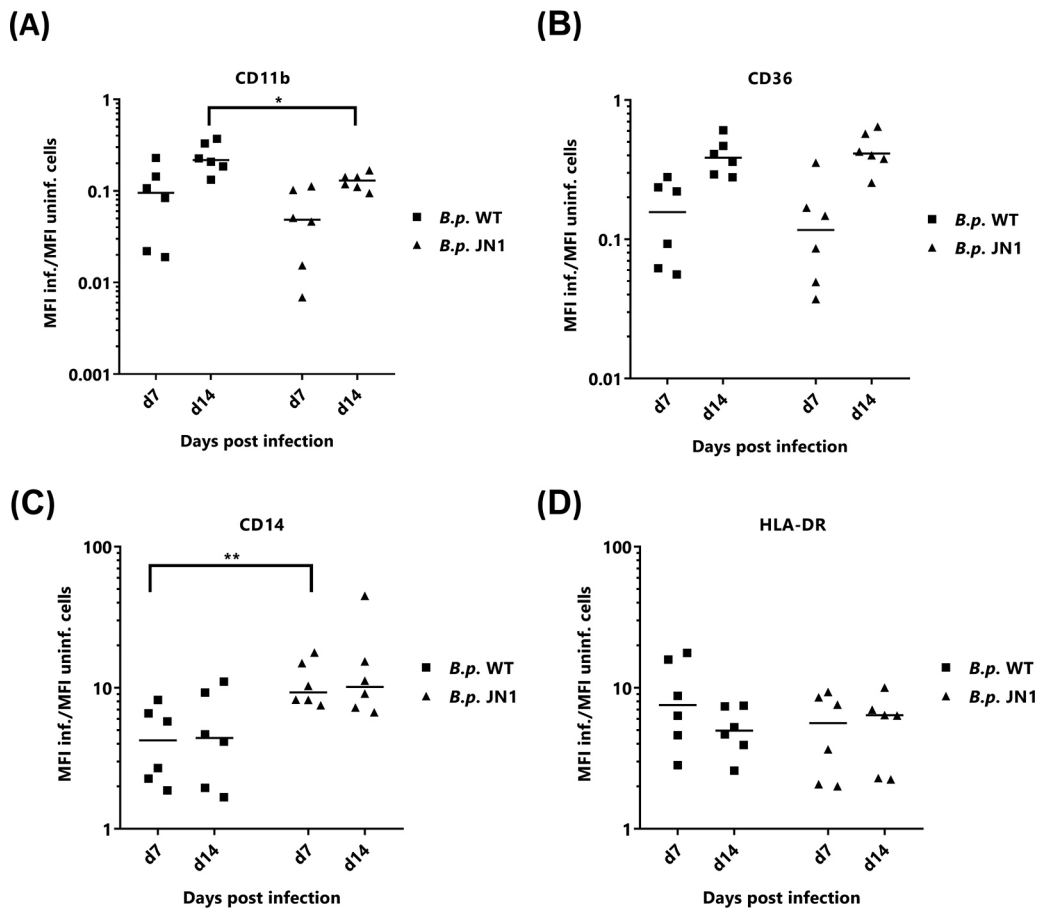 (A)
CD11b
MFI inf./MFI uninf. cells
1
0.1
0.01
0.001
*
d7
d14
d7
d14
Days post infection
B.p. WT
B.p. JN1
(B)
CD36
MFI inf./MFI uninf. cells
1
0.1
0.01
d7
d14
d7
d14
Days post infection
B.p. WT
B.p. JN1
(C)
CD14
MFI inf./MFI uninf. cells
100
10
1
**
d7
d14
d7
d14
Days post infection
B.p. WT
B.p. JN1
(D)
HLA-DR
MFI inf./MFI uninf. cells
100
10
1
d7
d14
d7
d14
Days post infection
B.p. WT
B.p. JN1